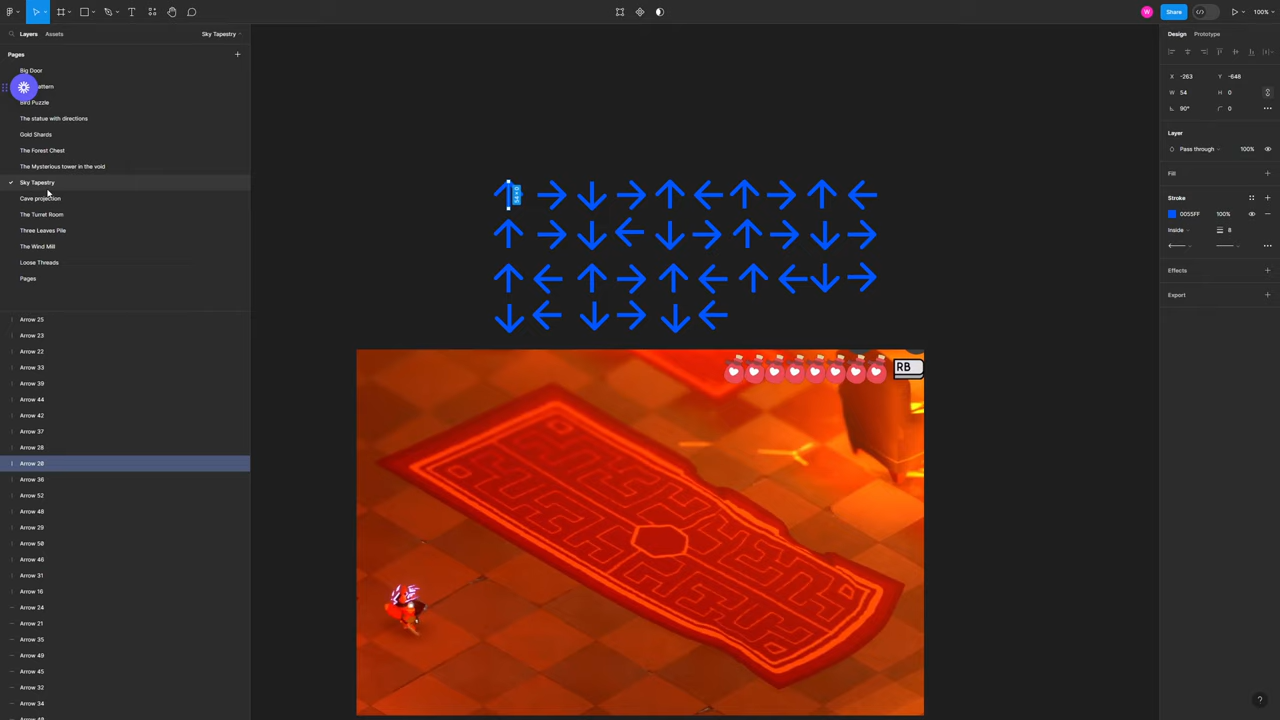 W
Share
100%
Layers
Assets
Sky Tapestry
Design
Prototype
Pages
Big Door
attern
Bird Puzzle
The statue with directions
Gold Shards
The Forest Chest
The Mysterious tower in the void
Sky Tapestry
Cave projection
The Turret Room
Three Leaves Pile
The Wind Mill
Loose Threads
Pages
Arrow 25
Arrow 23
Arrow 22
Arrow 33
Arrow 39
Arrow 44
Arrow 42
Arrow 37
Arrow 28
Arrow 20
Arrow 36
Arrow 52
Arrow 48
Arrow 29
Arrow 50
Arrow 46
Arrow 31
Arrow 16
Arrow 24
Arrow 21
Arrow 35
Arrow 49
Arrow 45
Arrow 32
Arrow 34
RB
X -263 Y -648
W 54 H 0
90° 0
Layer
Pass through 100%
Fill
Stroke
0055FF 100%
Inside 8
Effects
Export
?